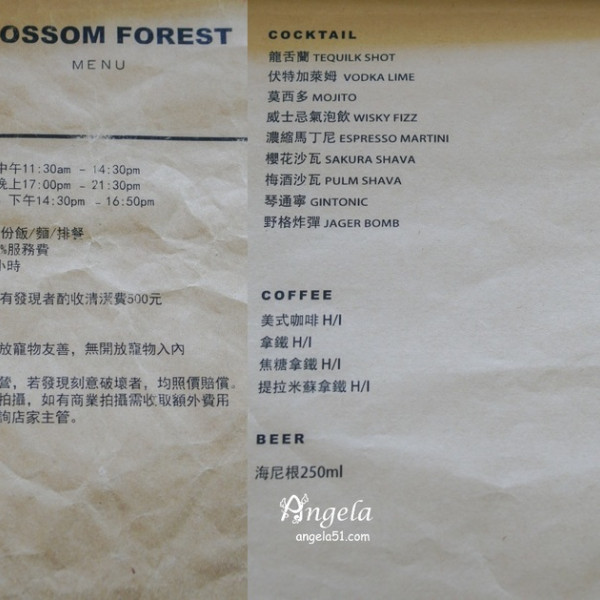 OSSOM FOREST
MENU
中午11:30am - 14:30pm
晚上17:00pm - 21:30pm
下午14:30pm - 16:50pm
份飯/麵/排餐
%服務費
小時
有發現者酌收清潔費500元
放寵物友善，無開放寵物入內
營，若發現刻意破壞者，均照價賠償。
拍攝，如有商業拍攝需收取額外費用
詢店家主管。
COCKTAIL
龍舌蘭 TEQUILK SHOT
伏特加萊姆 VODKA LIME
莫西多 MOJITO
威士忌氣泡飲 WISKY FIZZ
濃縮馬丁尼 ESPRESSO MARTINI
櫻花沙瓦 SAKURA SHAVA
梅酒沙瓦 PULM SHAVA
琴通寧 GINTONIC
野格炸彈 JAGER BOMB
COFFEE
美式咖啡 H/I
拿鐵 H/I
焦糖拿鐵 H/I
提拉米蘇拿鐵 H/I
BEER
海尼根250ml
Angela
angela51.com